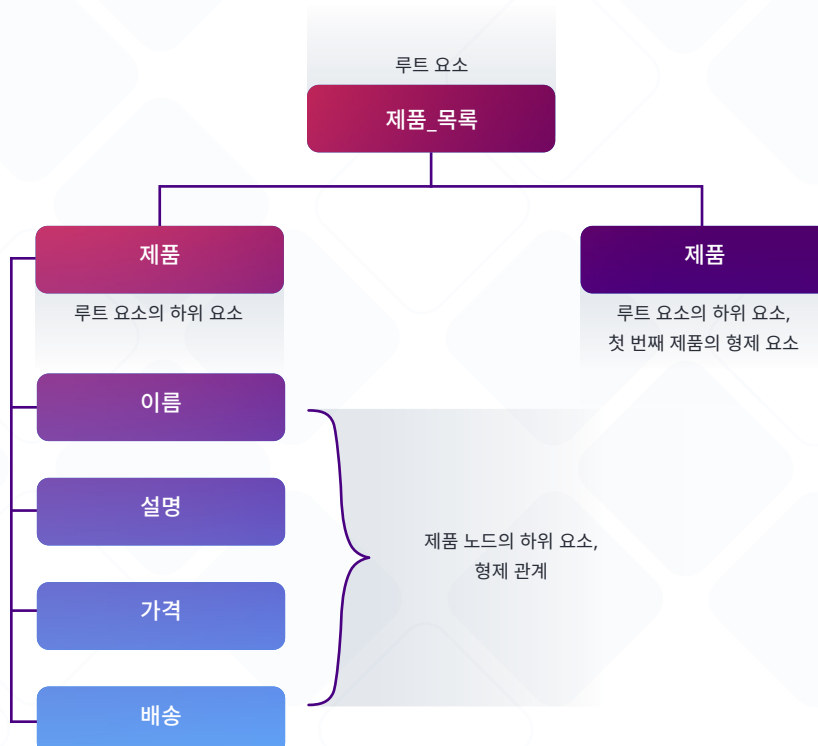 루트 요소
제품_목록
제품
루트 요소의 하위 요소
제품
루트 요소의 하위 요소,
첫 번째 제품의 형제 요소
이름
설명
가격
배송
제품 노드의 하위 요소,
형제 관계